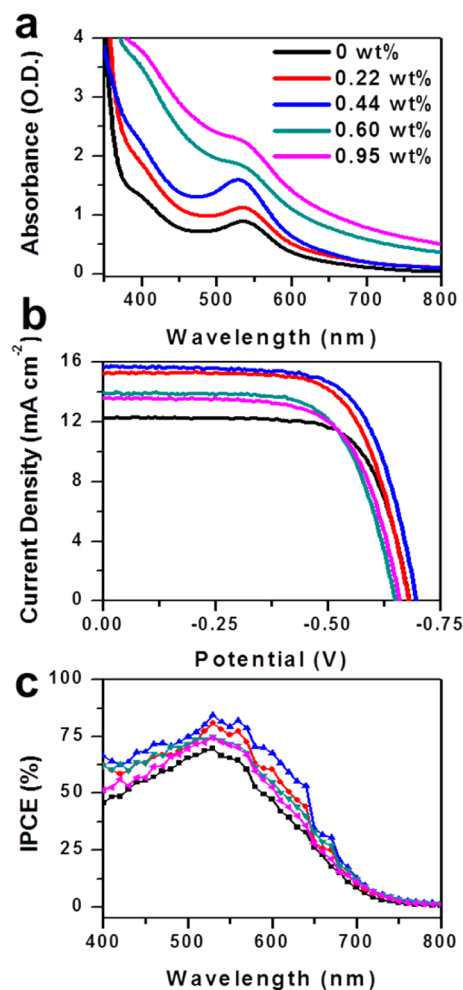 a
4
3
2
1
0
Absorbance (O.D.)
0 wt%
0.22 wt%
0.44 wt%
0.60 wt%
0.95 wt%
400 500 600 700 800
Wavelength (nm)
b
16
12
8
4
0
Current Density (mA cm-2)
0.00 -0.25 -0.50 -0.75
Potential (V)
c
100
75
50
25
0
IPCE (%)
400 500 600 700 800
Wavelength (nm)